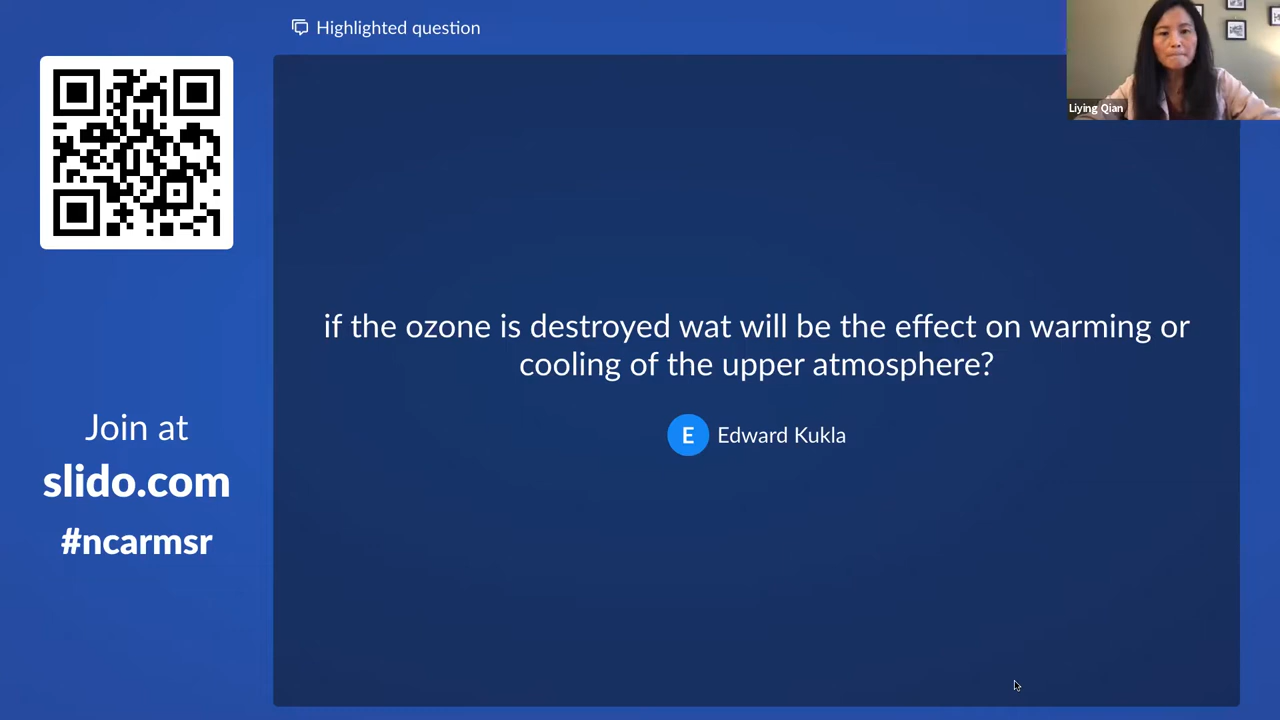 Highlighted question
Liying Qian
if the ozone is destroyed wat will be the effect on warming or
cooling of the upper atmosphere?
E Edward Kukla
Join at
slido.com
#ncarmsr